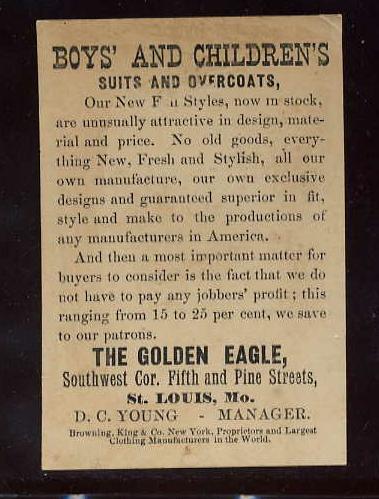 BOYS' AND CHILDREN'S
SUITS AND OVERCOATS,
Our New Styles, now in stock,
are unusually attractive in design, mate-
rial and price. No old goods, every-
thing New, Fresh and Stylish, all our
own manufacture, our own exclusive
designs and guaranteed superior in fit,
style and make to the productions of
any manufacturers in America.
And then a most important matter for
buyers to consider is the fact that we do
not have to pay any jobbers' profit; this
ranging from 15 to 25 per cent, we save
to our patrons.
THE GOLDEN EAGLE,
Southwest Cor. Fifth and Pine Streets,
St. LOUIS, Mo.
D. C. YOUNG - MANAGER.
Browning, King & Co. New York, Proprietors and Largest
Clothing Manufacturers in the World.